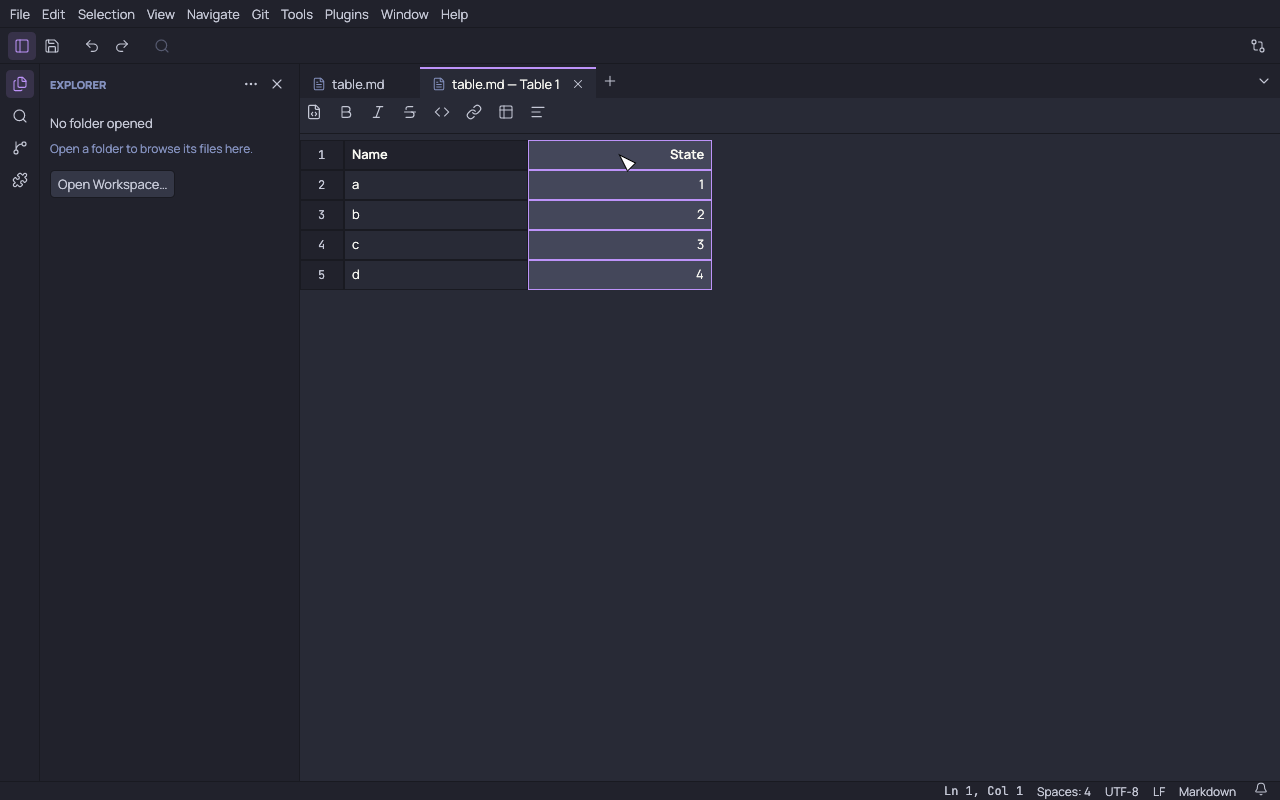 File Edit Selection View Navigate Git Tools Plugins Window Help
EXPLORER
No folder opened
Open a folder to browse its files here.
Open Workspace...
table.md
table.md — Table 1
1 Name State
2 a 1
3 b 2
4 c 3
5 d 4
Ln 1, Col 1 Spaces: 4 UTF-8 LF Markdown